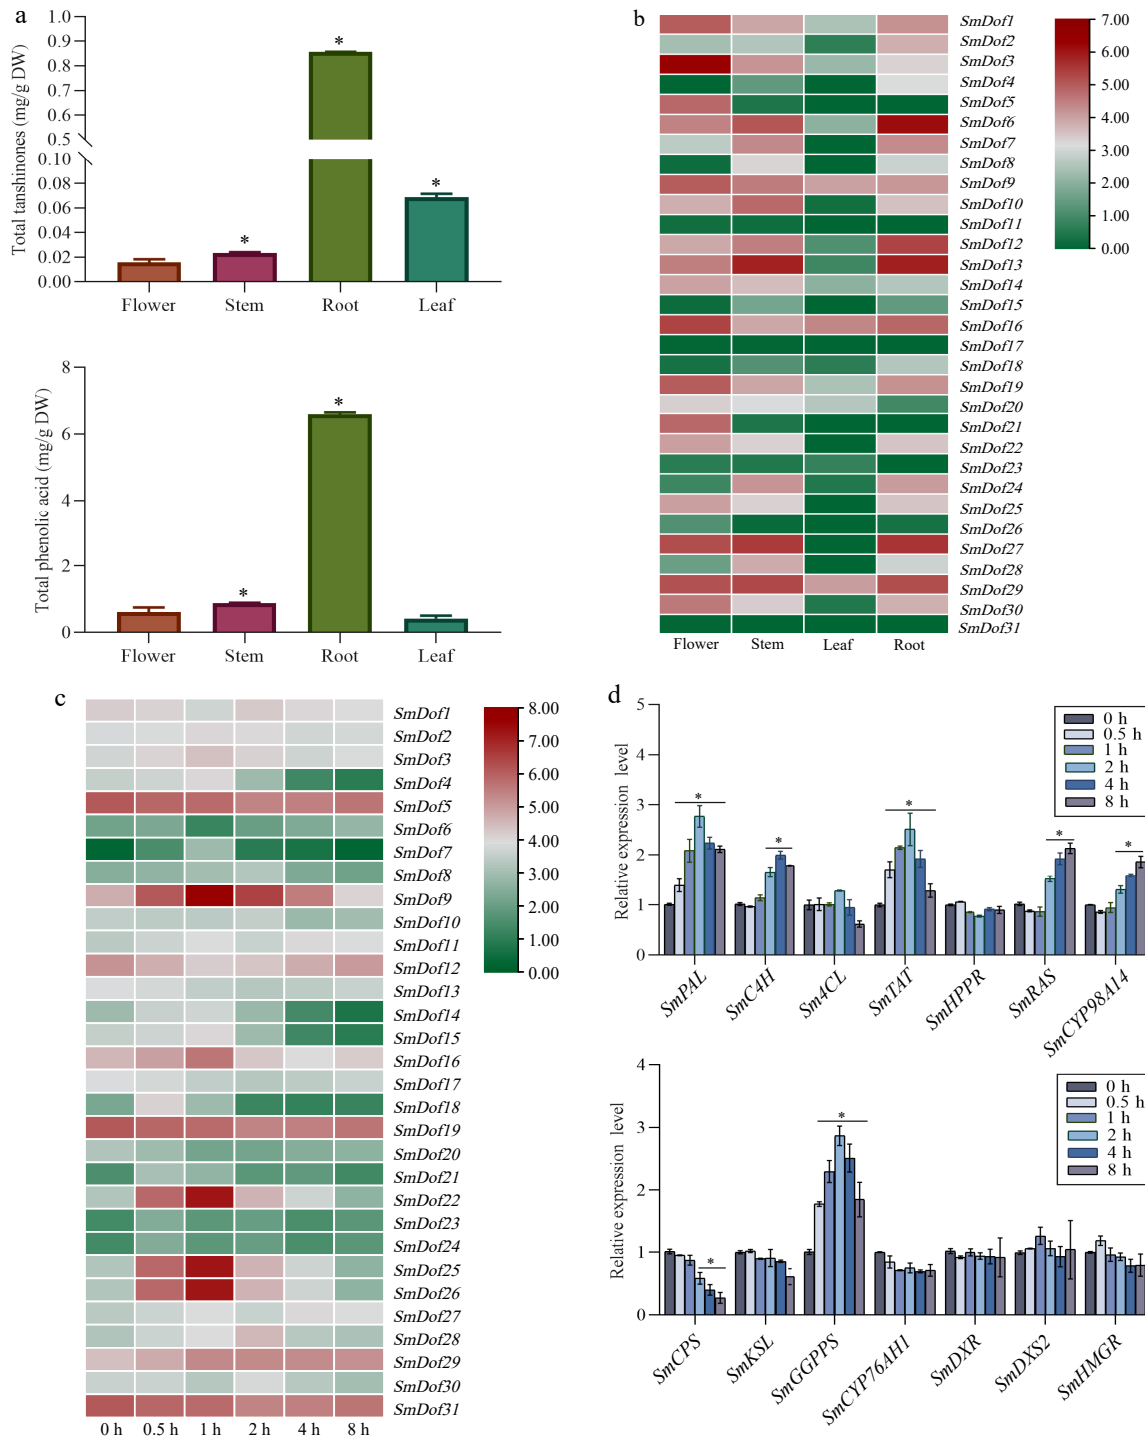 a
Total tanshinones (mg/g DW)
1.0
0.9
0.8
0.7
0.6
0.5
0.10
0.08
0.06
0.04
0.02
0.00
*
*
*
Flower Stem Root Leaf
Total phenolic acid (mg/g DW)
8
6
4
2
0
*
*
Flower Stem Root Leaf
b
SmDof1
SmDof2
SmDof3
SmDof4
SmDof5
SmDof6
SmDof7
SmDof8
SmDof9
SmDof10
SmDof11
SmDof12
SmDof13
SmDof14
SmDof15
SmDof16
SmDof17
SmDof18
SmDof19
SmDof20
SmDof21
SmDof22
SmDof23
SmDof24
SmDof25
SmDof26
SmDof27
SmDof28
SmDof29
SmDof30
SmDof31
Flower Stem Leaf Root
7.00
6.00
5.00
4.00
3.00
2.00
1.00
0.00
c
SmDof1
SmDof2
SmDof3
SmDof4
SmDof5
SmDof6
SmDof7
SmDof8
SmDof9
SmDof10
SmDof11
SmDof12
SmDof13
SmDof14
SmDof15
SmDof16
SmDof17
SmDof18
SmDof19
SmDof20
SmDof21
SmDof22
SmDof23
SmDof24
SmDof25
SmDof26
SmDof27
SmDof28
SmDof29
SmDof30
SmDof31
0 h 0.5 h 1 h 2 h 4 h 8 h
8.00
7.00
6.00
5.00
4.00
3.00
2.00
1.00
0.00
d
Relative expression level
5
4
3
2
1
0
*
*
*
*
*
0 h
0.5 h
1 h
2 h
4 h
8 h
SmPAL SmC4H Sm4CL SmTAT SmHPPR SmRAS SmCYP98A14
Relative expression level
4
3
2
1
0
*
*
0 h
0.5 h
1 h
2 h
4 h
8 h
SmCPS SmKSL SmGGPPS SmCYP76AH1 SmDXR SmDXS2 SmHMGR